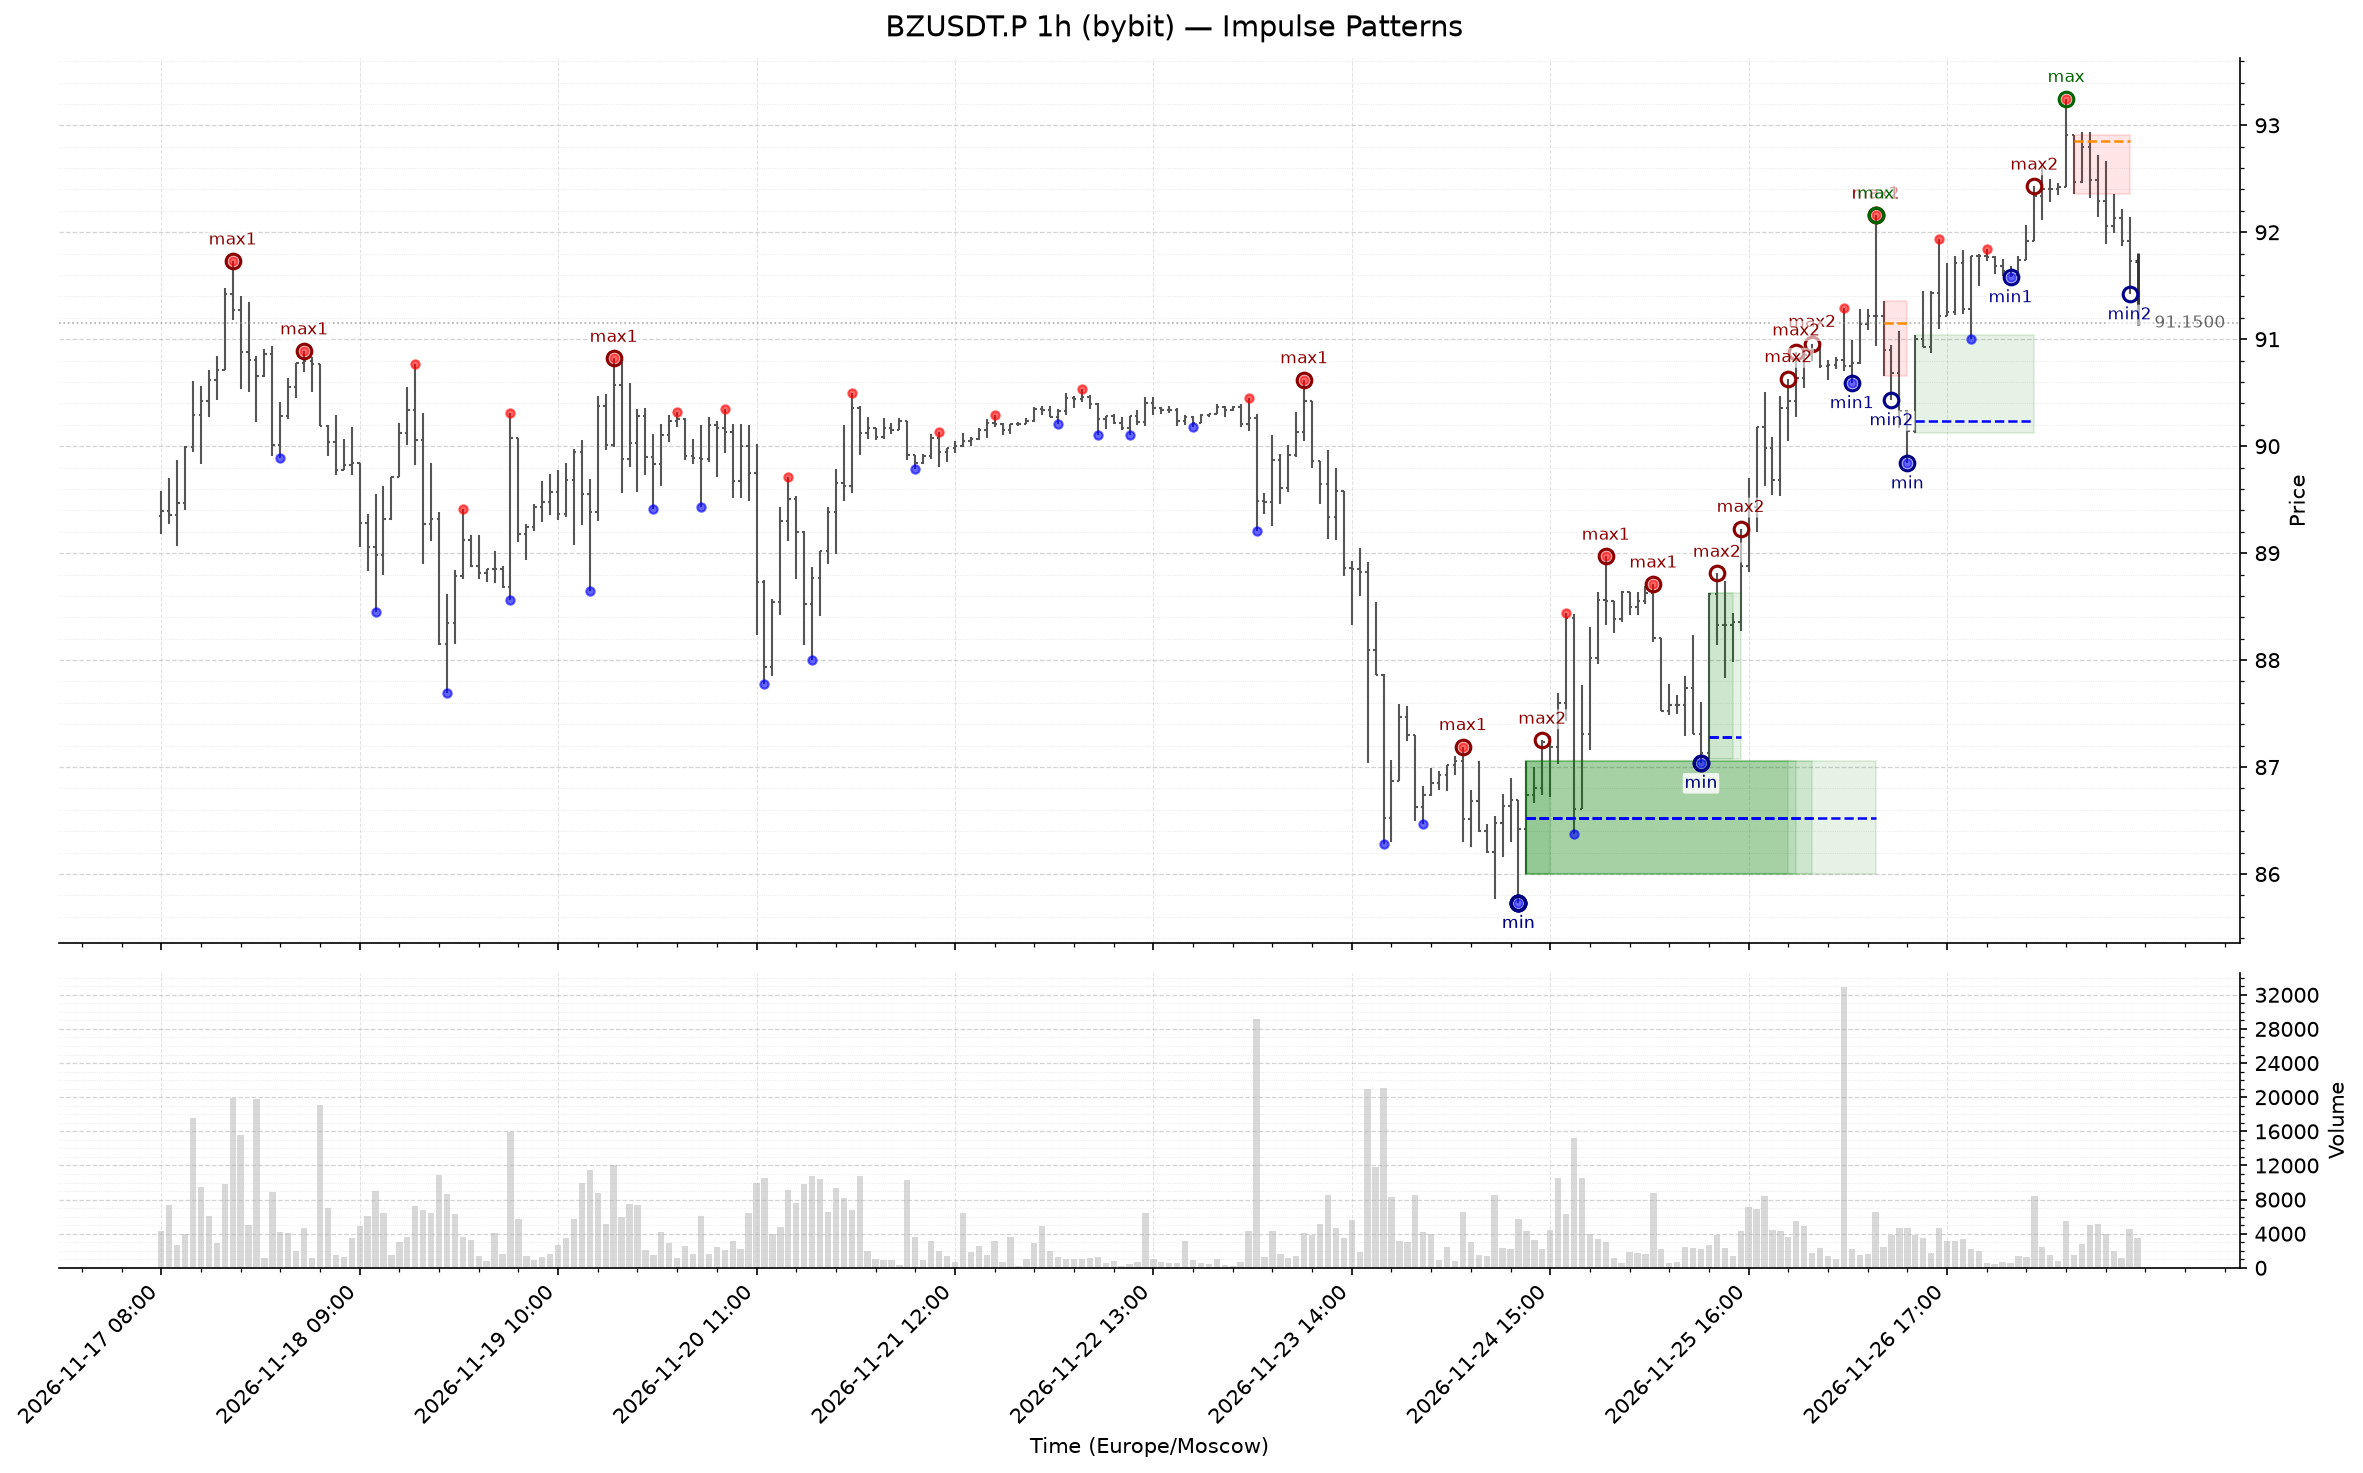 BZUSDT.P 1h (bybit) — Impulse Patterns
max
93
max2
max
92
max1
min1
min2
91.1500
max1
max1
max1
max2
max2
max2
91
min1
min2
90
min
Price
max2
max1
max1
max2
89
88
max1
max2
87
min
86
min
32000
28000
24000
20000
16000
12000
8000
4000
0
Volume
2026-11-17 08:00
2026-11-18 09:00
2026-11-19 10:00
2026-11-20 11:00
2026-11-21 12:00
2026-11-22 13:00
2026-11-23 14:00
2026-11-24 15:00
2026-11-25 16:00
2026-11-26 17:00
Time (Europe/Moscow)